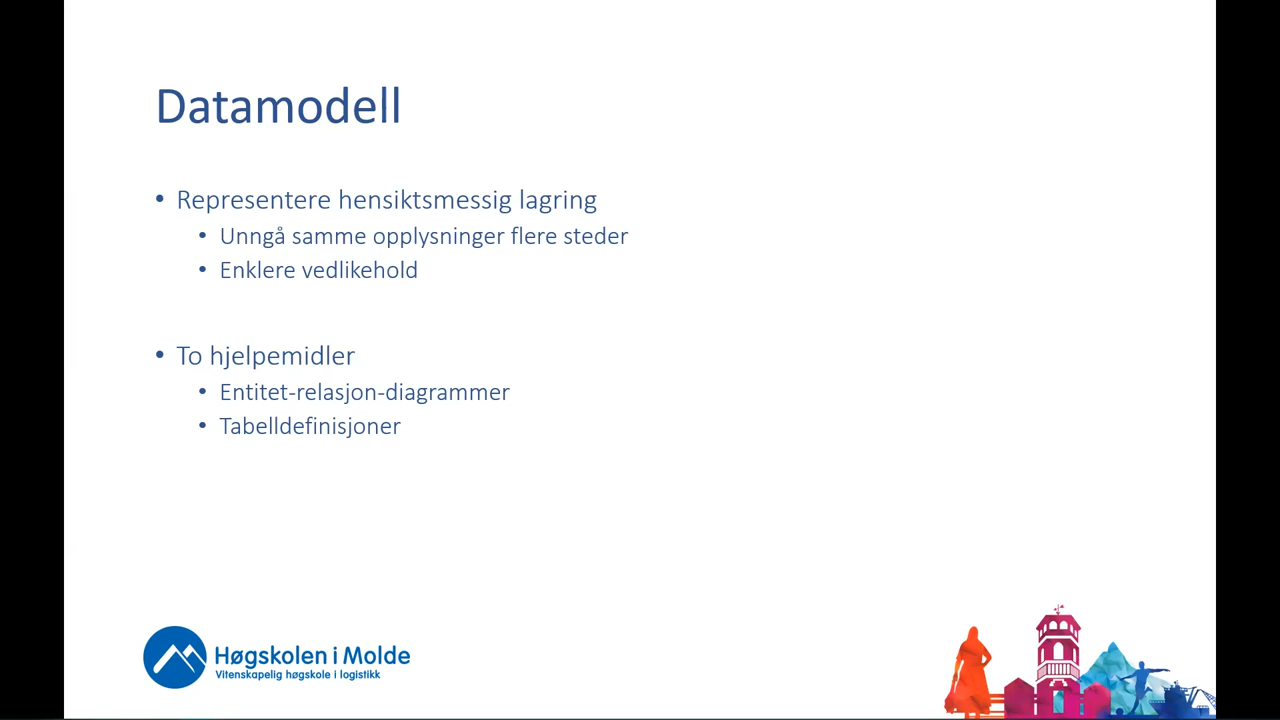 Datamodell
• Representere hensiktsmessig lagring
• Unngå samme opplysninger flere steder
• Enklere vedlikehold
• To hjelpemidler
• Entitet-relasjon-diagrammer
• Tabelldefinisjoner
Høgskolen i Molde
Vitenskapelig høgskole i logistikk